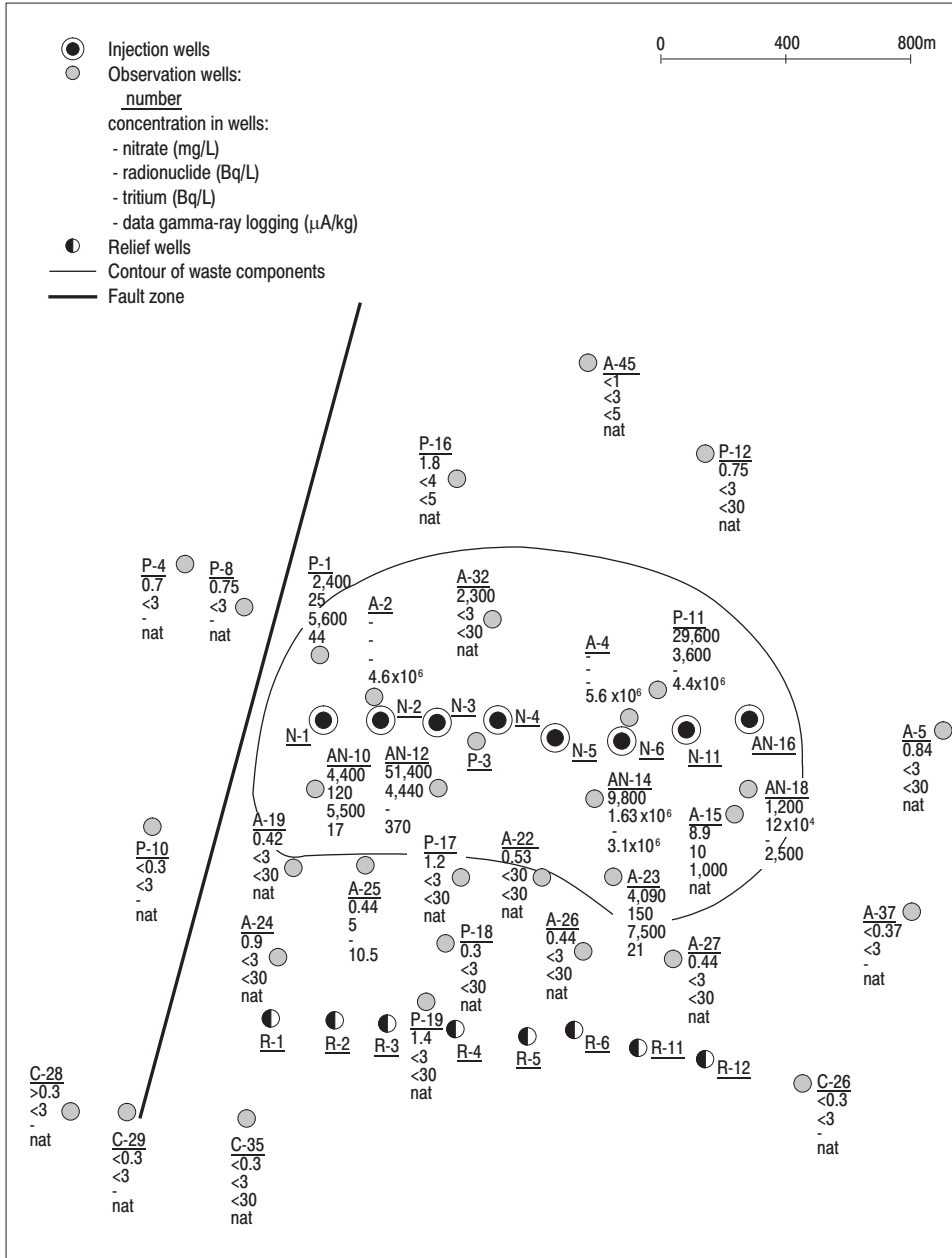 Injection wells
Observation wells:
number
concentration in wells:
- nitrate (mg/L)
- radionuclide (Bq/L)
- tritium (Bq/L)
- data gamma-ray logging (μA/kg)
Relief wells
Contour of waste components
Fault zone
0 400 800m
A-45
<1
<3
<5
nat
P-16
1.8
<4
<5
nat
P-12
0.75
<3
<30
nat
P-4
0.7
<3
-
nat
P-8
0.75
<3
-
nat
P-1
2,400
25
5,600
44
A-2
-
-
-
4.6x10⁶
A-32
2,300
<3
<30
nat
A-4
-
-
-
5.6 x10⁶
P-11
29,600
3,600
-
4.4x10⁶
N-1
N-2
N-3
N-4
N-5
N-6
N-11
AN-16
P-3
A-5
0.84
<3
<30
nat
AN-10
4,400
120
5,500
17
AN-12
51,400
4,440
-
370
AN-14
9,800
1.63x10⁶
-
3.1x10⁶
A-15
8.9
10
1,000
nat
AN-18
1,200
12x10⁴
-
2,500
P-10
<0.3
<3
-
nat
A-19
0.42
<3
<30
nat
A-25
0.44
5
-
10.5
P-17
1.2
<3
<30
nat
A-22
0.53
<30
<30
nat
A-23
4,090
150
7,500
21
A-37
<0.37
<3
-
nat
A-24
0.9
<3
<30
nat
P-18
0.3
<3
<30
nat
A-26
0.44
<3
<30
nat
A-27
0.44
<3
<30
nat
P-19
1.4
<3
<30
nat
R-1
R-2
R-3
R-4
R-5
R-6
R-11
R-12
C-28
>0.3
<3
-
nat
C-29
<0.3
<3
-
nat
C-35
<0.3
<3
<30
nat
C-26
<0.3
<3
-
nat